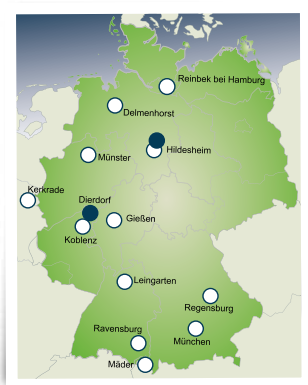 Reinbek bei Hamburg
Delmenhorst
Hildesheim
Münster
Kerkrade
Dierdorf
Gießen
Koblenz
Leingarten
Regensburg
Ravensburg
München
Mäder